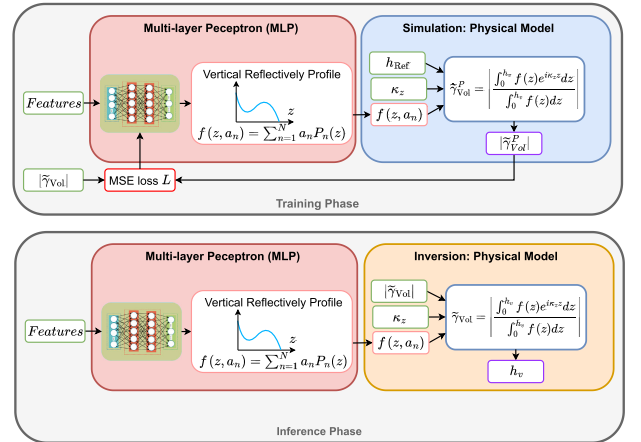 Multi-layer Peceptron (MLP)
Simulation: Physical Model
Features
Vertical Reflectively Profile
z
f(z, a_n) = ∑_{n=1}^{N} a_n P_n(z)
h_Ref
κ_z
f(z, a_n)
γ̃^P_Vol = | ∫_0^{h_v} f(z)e^{iκ_z z}dz / ∫_0^{h_v} f(z)dz |
|γ̃^P_Vol|
|γ̃_Vol|
MSE loss L
Training Phase
Multi-layer Peceptron (MLP)
Inversion: Physical Model
Features
Vertical Reflectively Profile
z
f(z, a_n) = ∑_{n=1}^{N} a_n P_n(z)
|γ̃_Vol|
κ_z
f(z, a_n)
γ̃_Vol = | ∫_0^{h_v} f(z)e^{iκ_z z}dz / ∫_0^{h_v} f(z)dz |
h_v
Inference Phase